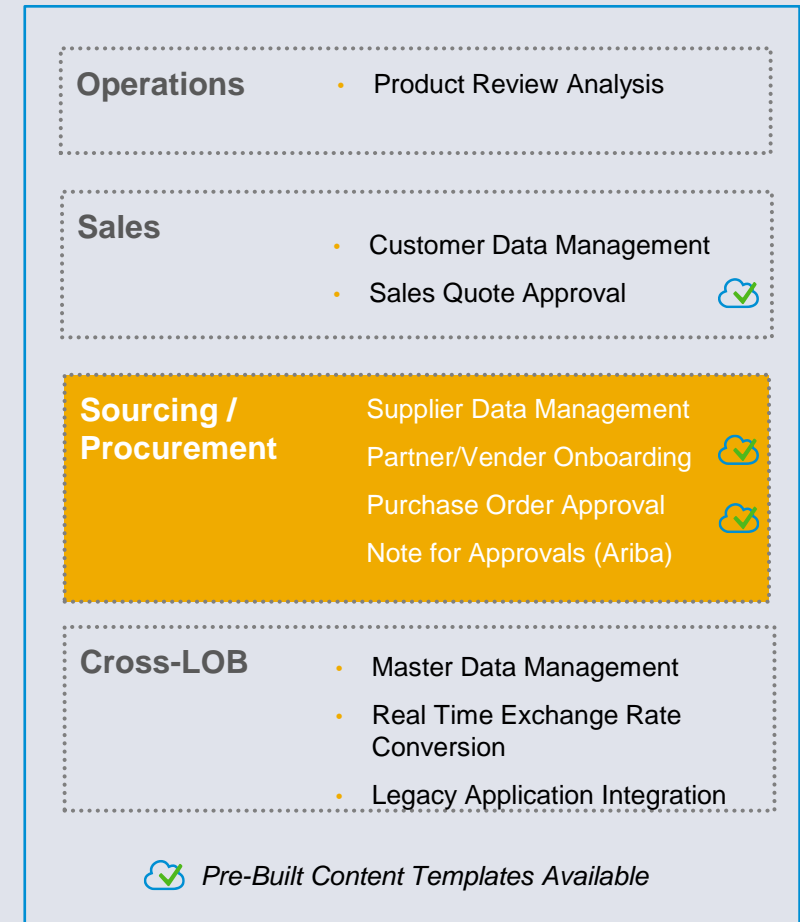 Operations
• Product Review Analysis
Sales
• Customer Data Management
• Sales Quote Approval
Sourcing /
Procurement
Supplier Data Management
Partner/Vender Onboarding
Purchase Order Approval
Note for Approvals (Ariba)
Cross-LOB
• Master Data Management
• Real Time Exchange Rate
Conversion
• Legacy Application Integration
Pre-Built Content Templates Available